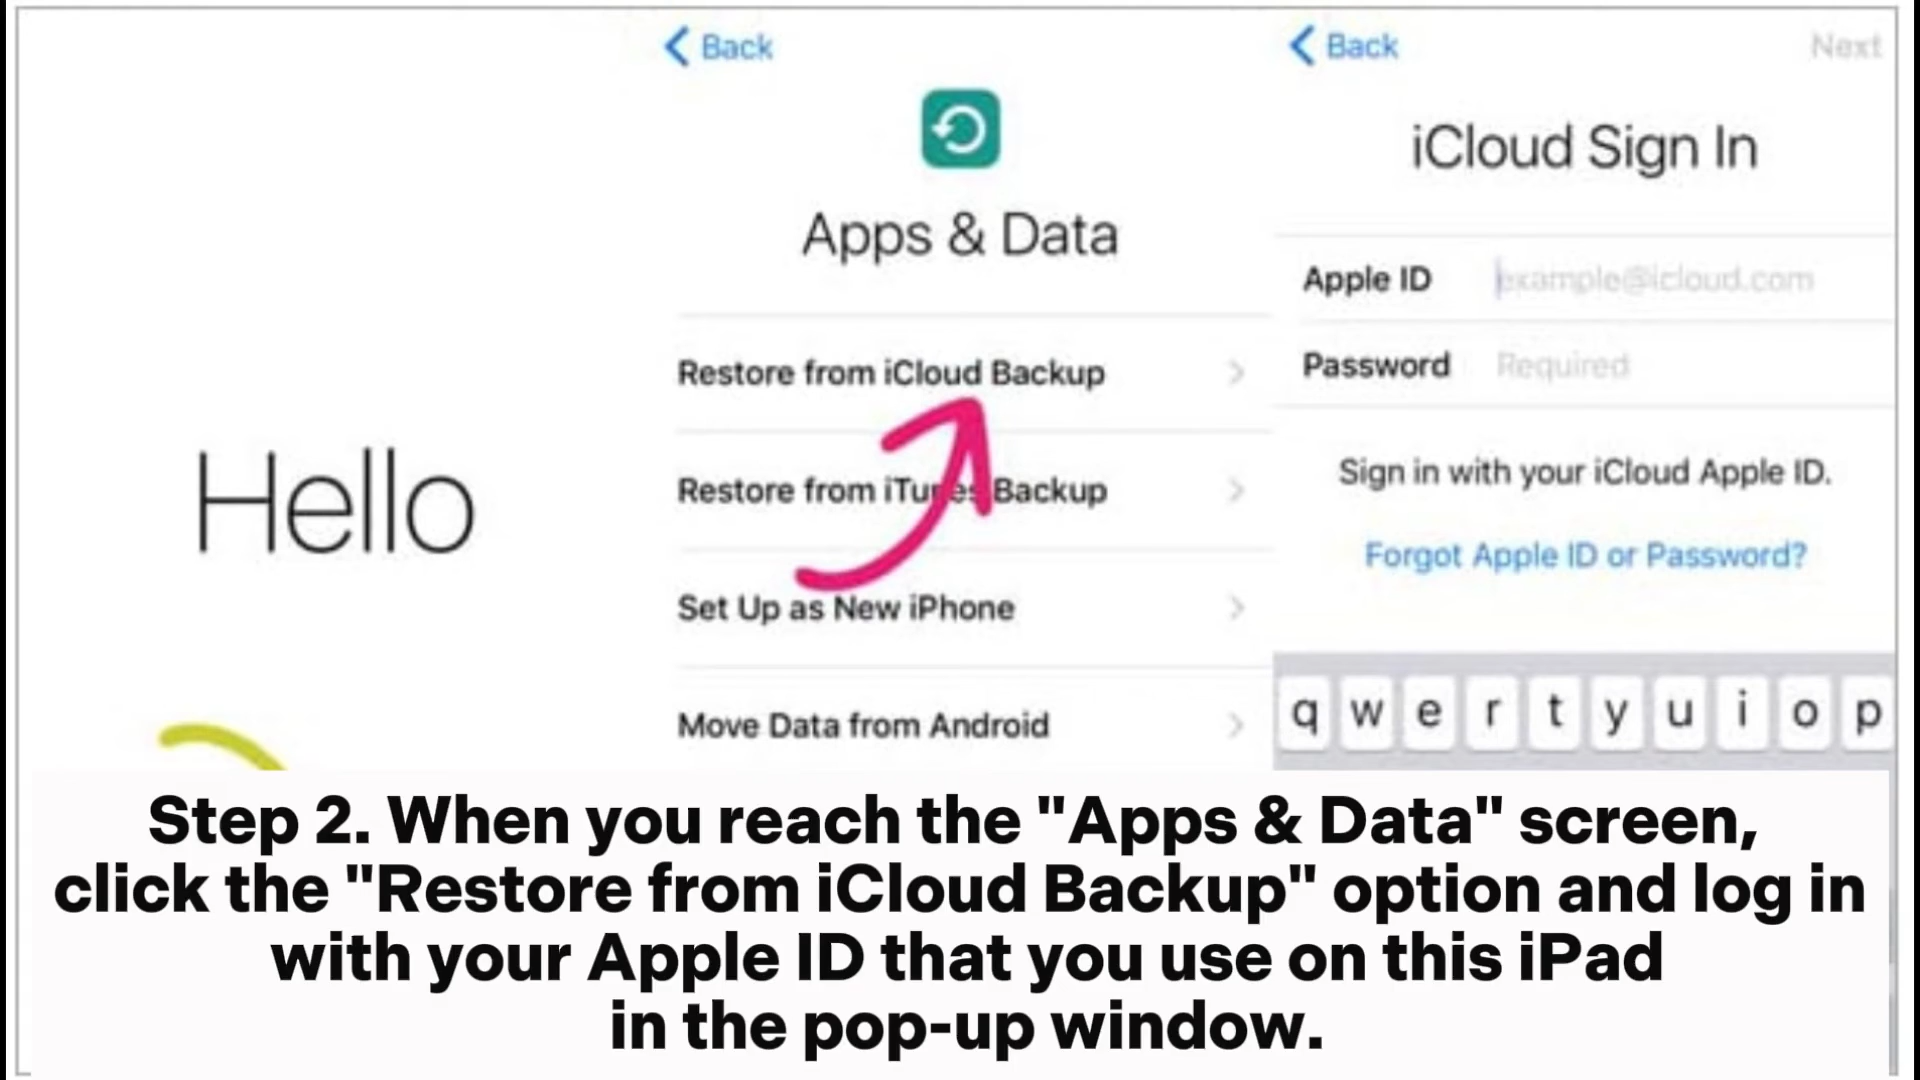 Hello
Back
Apps & Data
Restore from iCloud Backup
Restore from iTunes Backup
Set Up as New iPhone
Move Data from Android
Back
Next
iCloud Sign In
Apple ID example@icloud.com
Password Required
Sign in with your iCloud Apple ID.
Forgot Apple ID or Password?
q w e r t y u i o p
Step 2. When you reach the "Apps & Data" screen,
click the "Restore from iCloud Backup" option and log in
with your Apple ID that you use on this iPad
in the pop-up window.